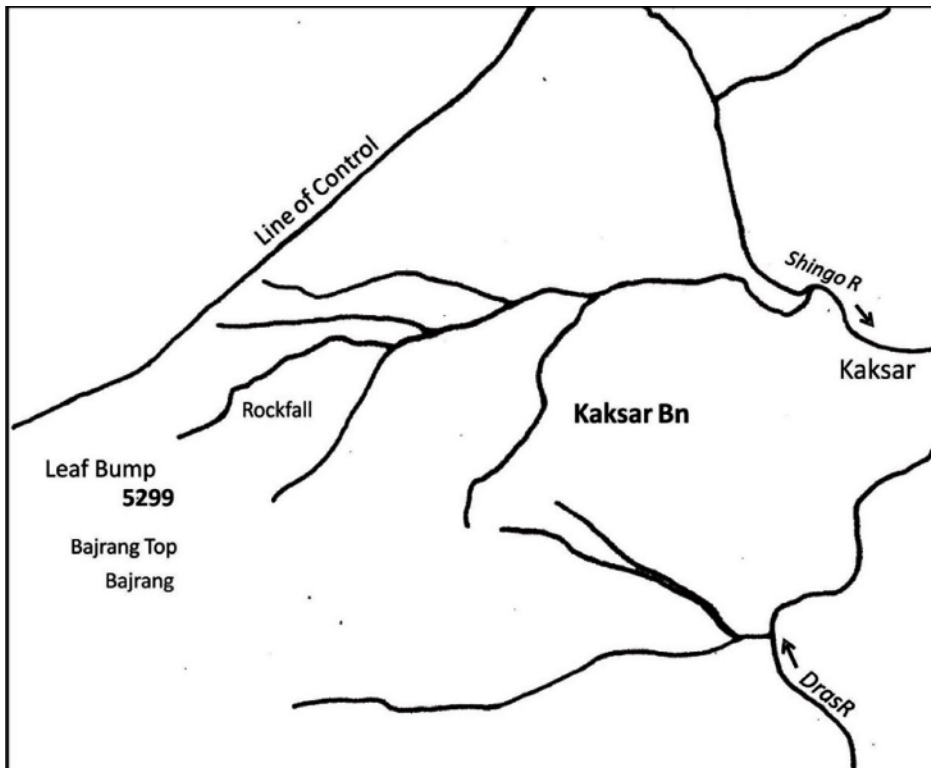 Line of Control
Shingo R
Kaksar
Rockfall
Kaksar Bn
Leaf Bump
5299
Bajrang Top
Bajrang
DrasR